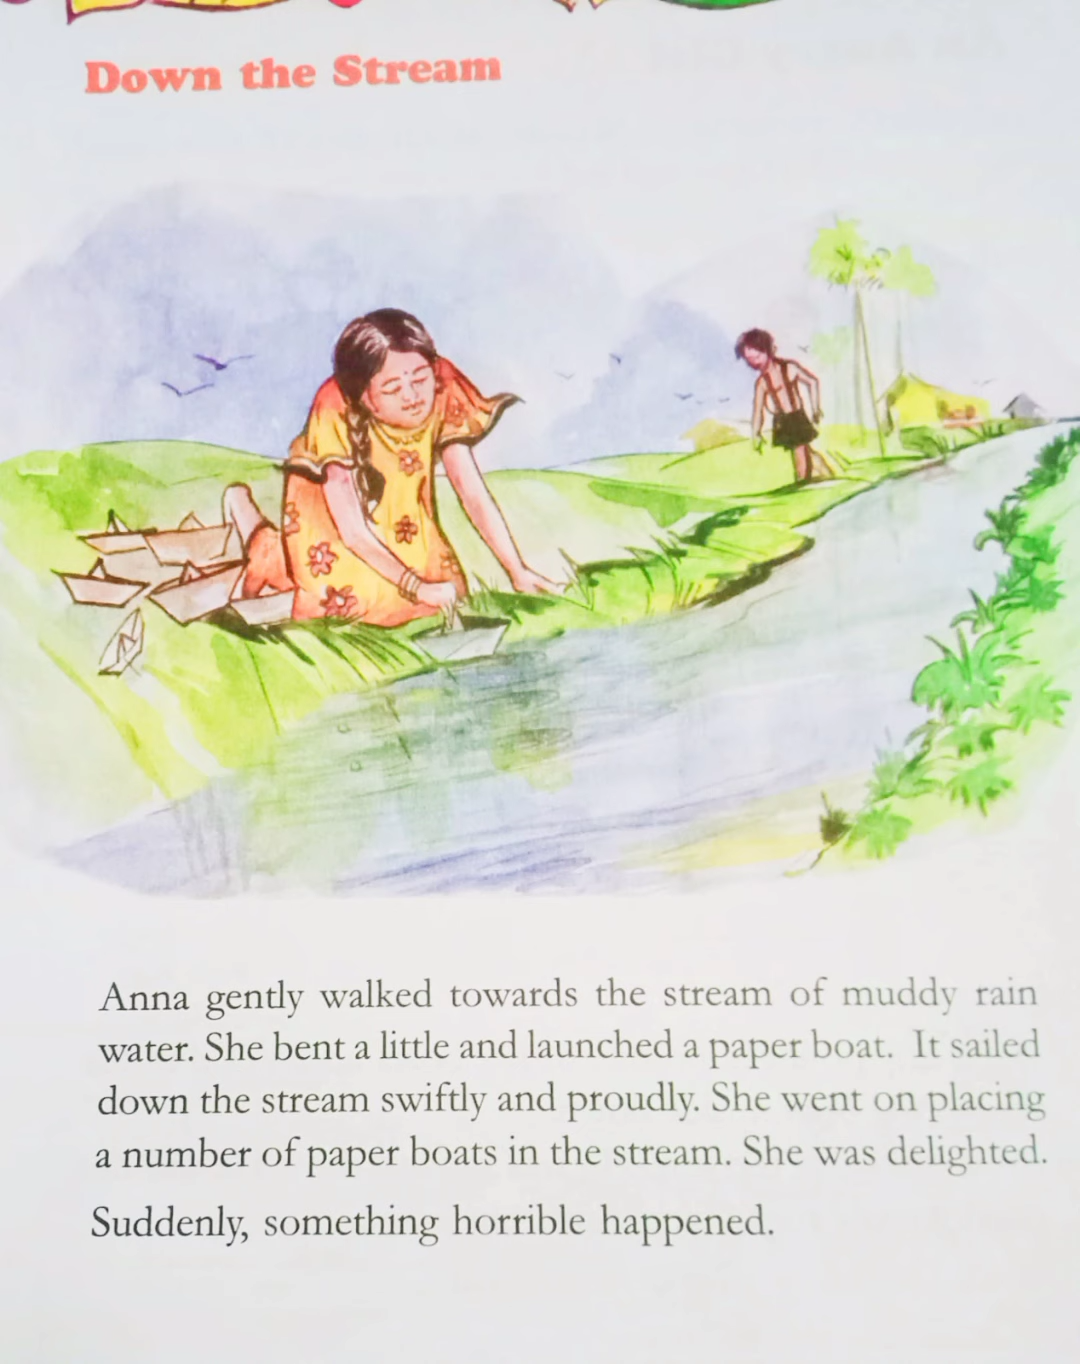 Down the Stream
Anna gently walked towards the stream of muddy rain
water. She bent a little and launched a paper boat. It sailed
down the stream swiftly and proudly. She went on placing
a number of paper boats in the stream. She was delighted.
Suddenly, something horrible happened.